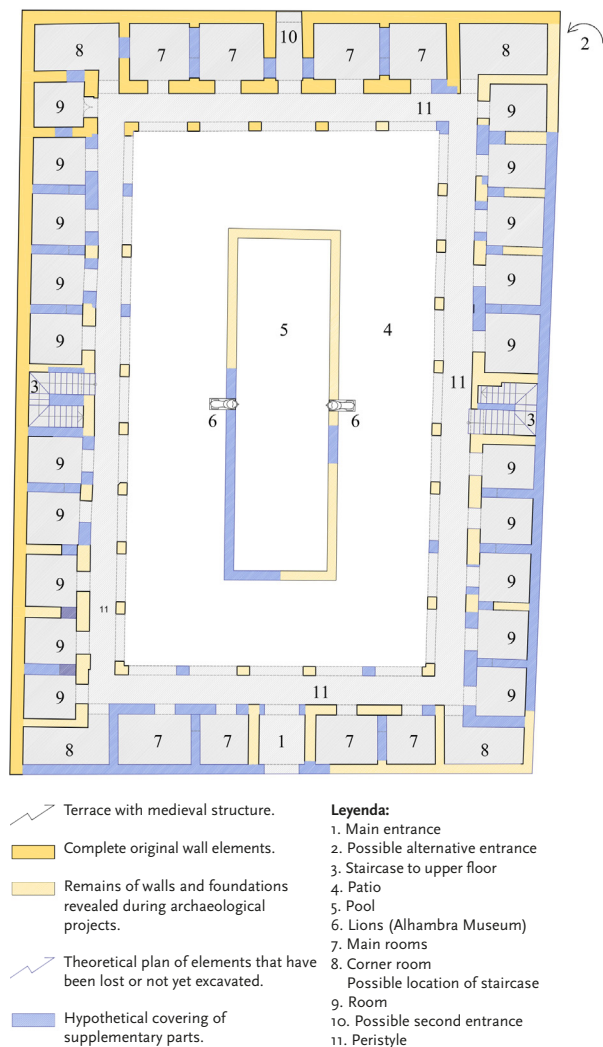 8 7 7 10 7 7 8 2
9 11 9
9 9
9 9
9 9
5 4
9 9
3 11
6 6 3
9 9
9 9
9 9
11
9 9
9 11 9
8 7 7 1 7 7 8
Terrace with medieval structure.
Complete original wall elements.
Remains of walls and foundations
revealed during archaeological
projects.
Theoretical plan of elements that have
been lost or not yet excavated.
Hypothetical covering of
supplementary parts.
Leyenda:
1. Main entrance
2. Possible alternative entrance
3. Staircase to upper floor
4. Patio
5. Pool
6. Lions (Alhambra Museum)
7. Main rooms
8. Corner room
Possible location of staircase
9. Room
10. Possible second entrance
11. Peristyle